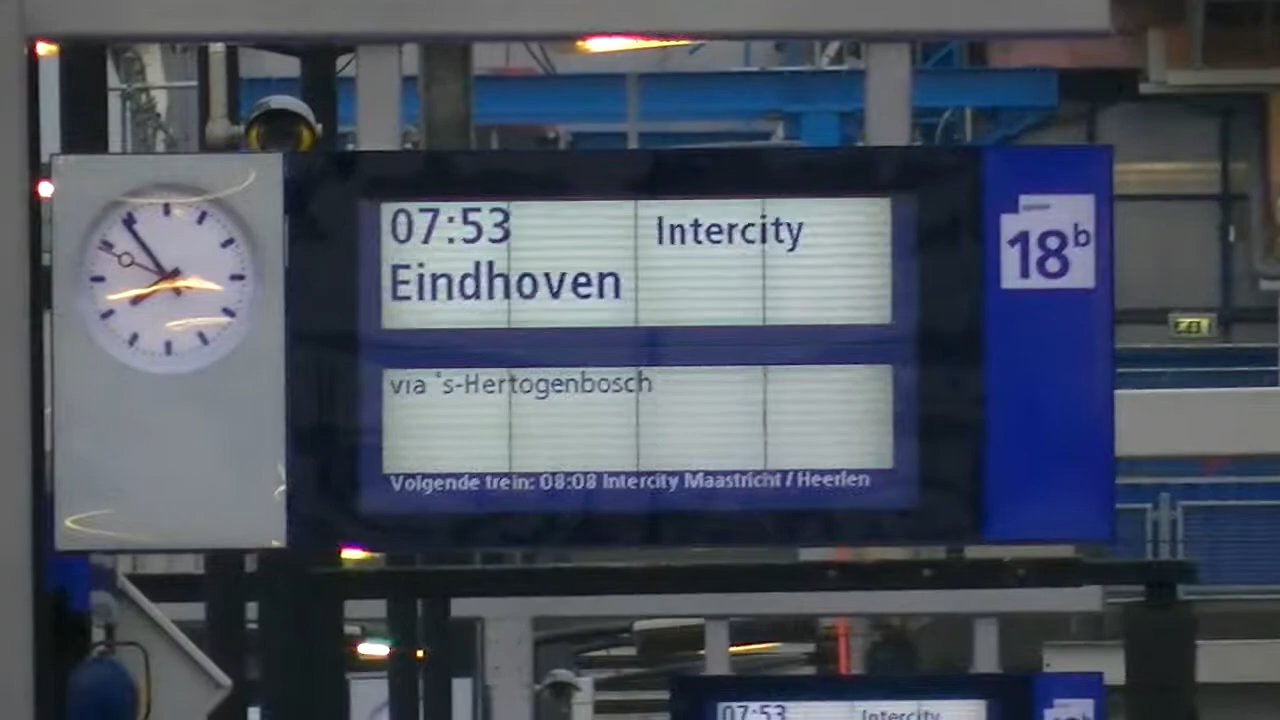 07:53 Intercity
Eindhoven
via 's-Hertogenbosch
Volgende trein: 08:08 Intercity Maastricht / Heerlen
18b
07:53 Intercity